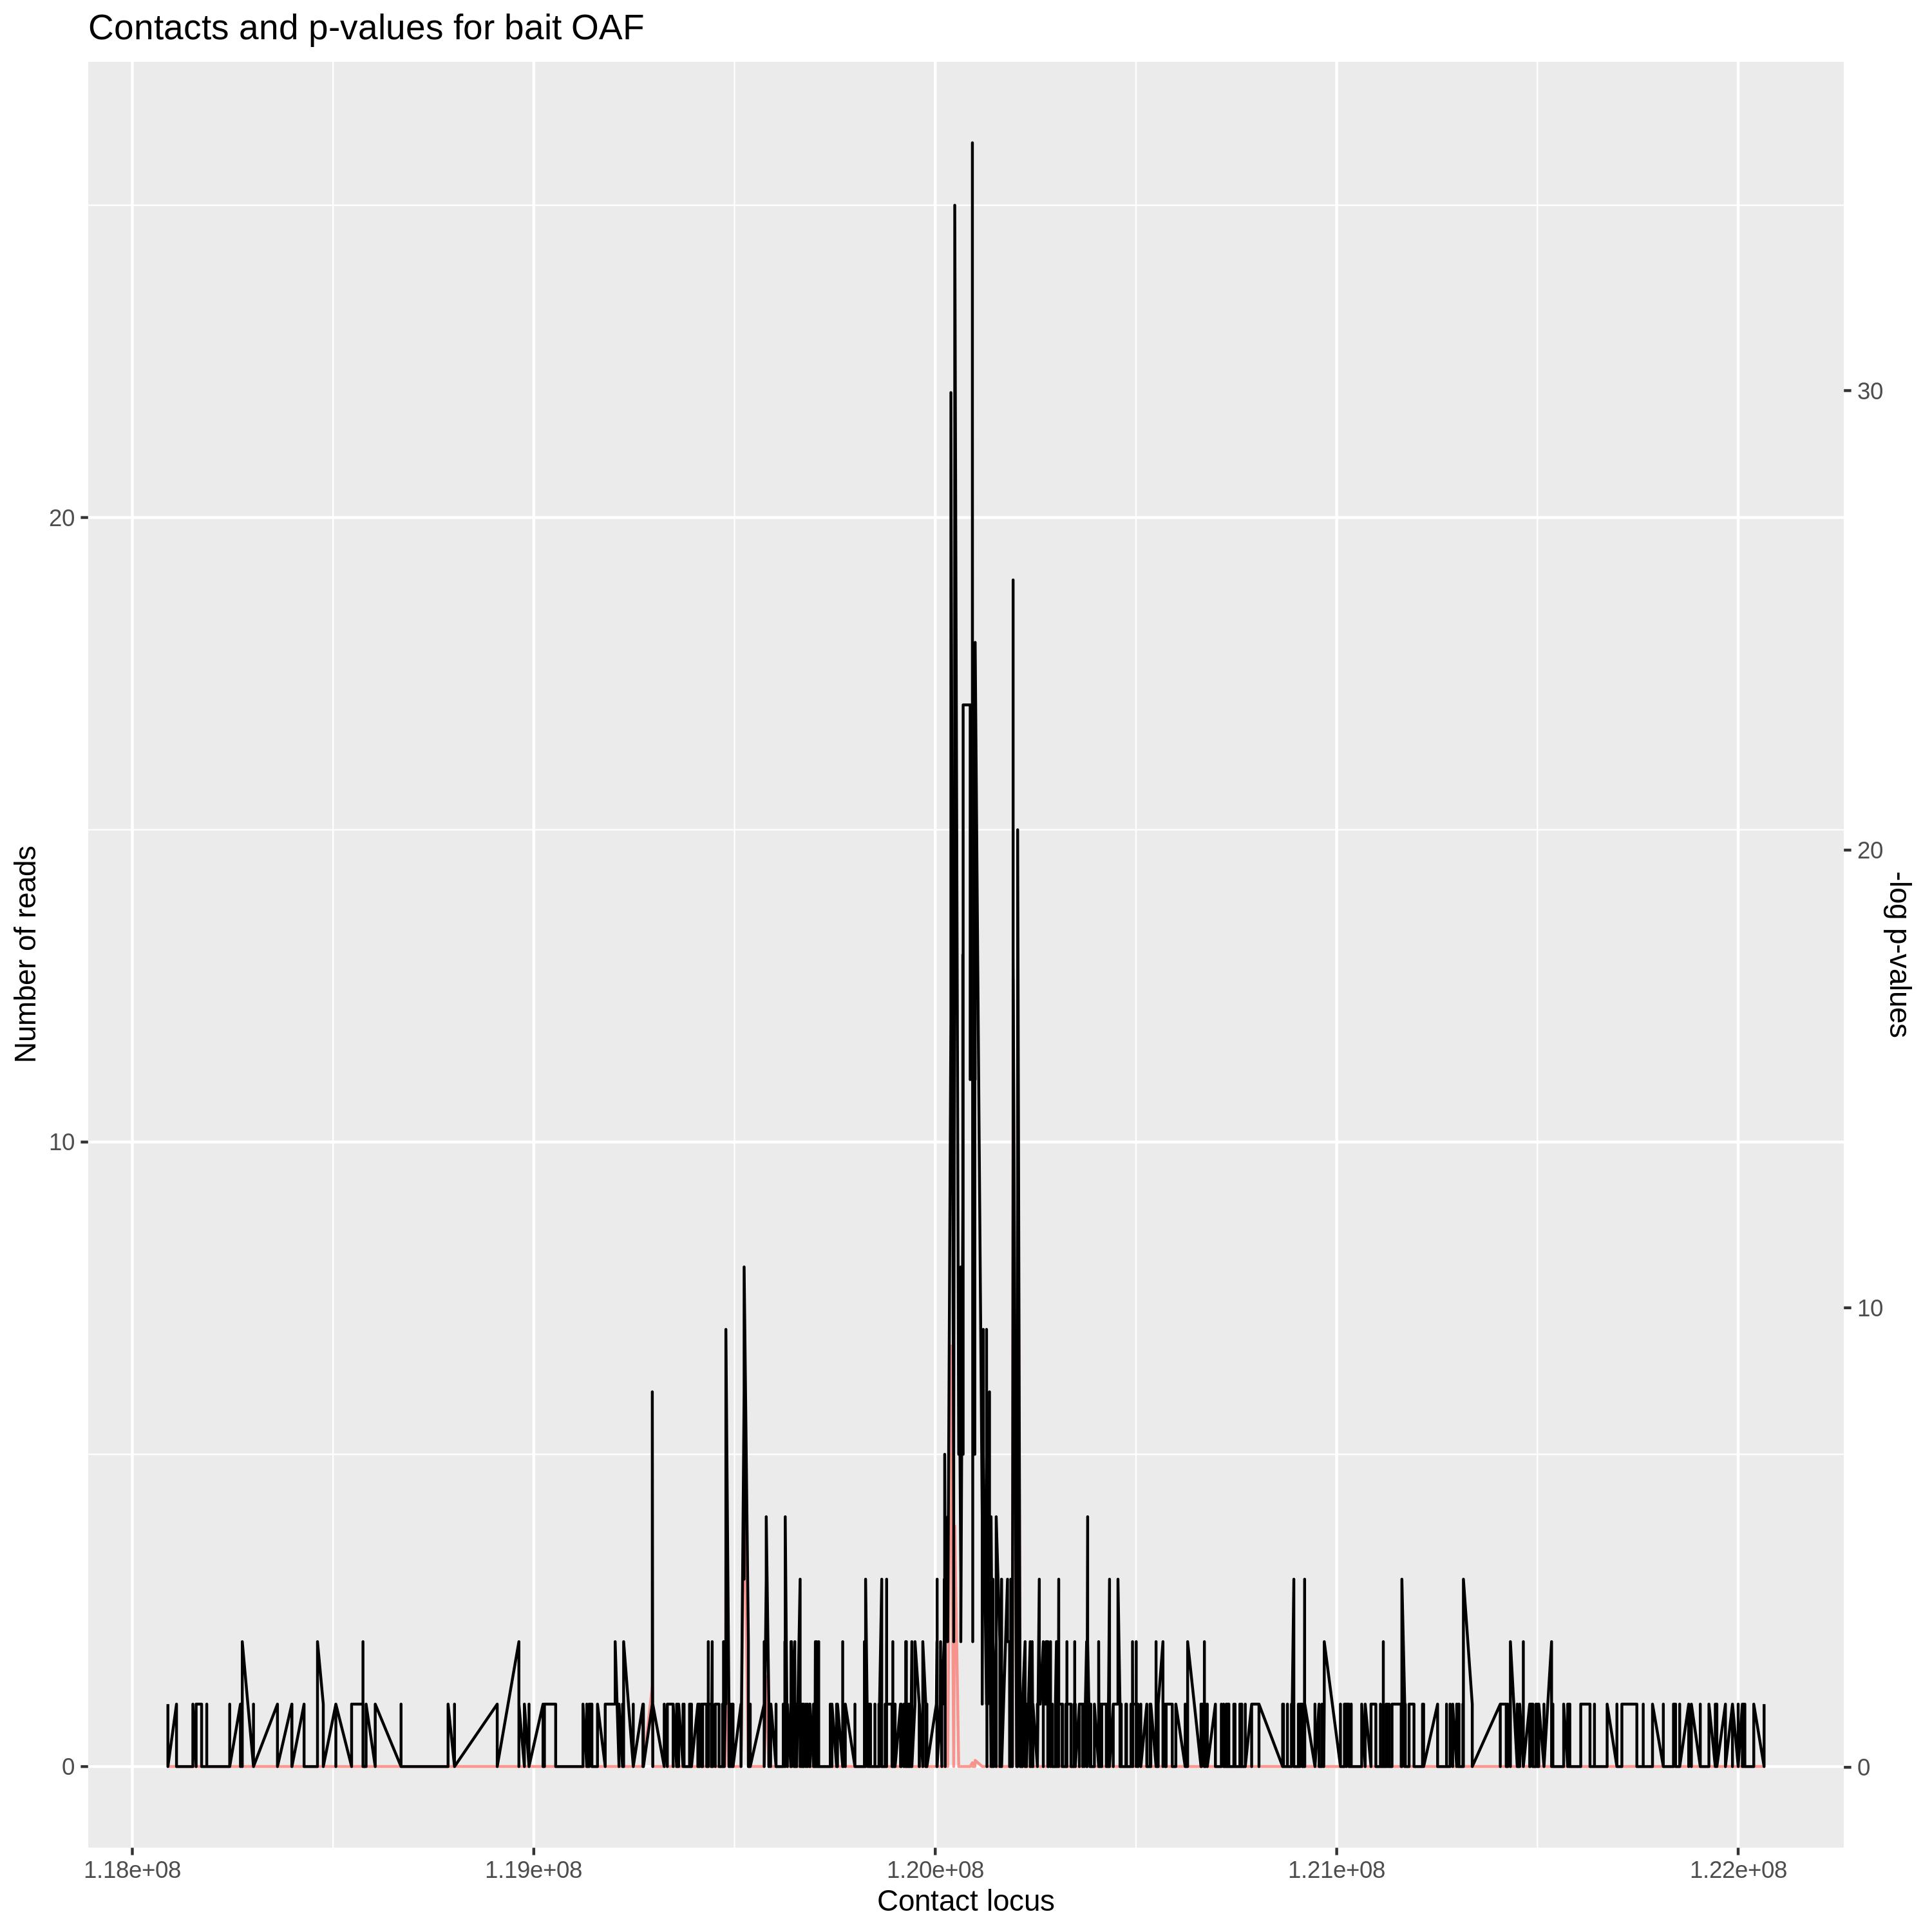 Contacts and p-values for bait OAF
Number of reads
20
10
0
30
20
10
0
-log p-values
1.18e+08
1.19e+08
1.20e+08
1.21e+08
1.22e+08
Contact locus